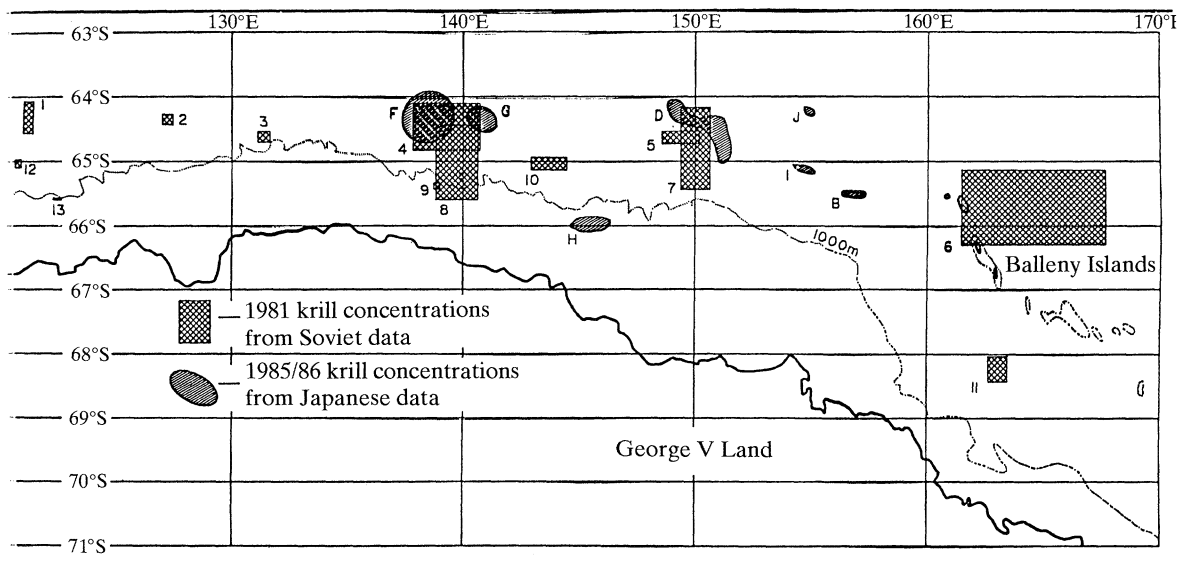 130°E 140°E 150°E 160°E 170°E
63°S
64°S
1
2
3
F
G
D
J
4
5
65°S
12
10
I
9
7
B
13
8
66°S
H
6
1000m
Balleny Islands
67°S
1981 krill concentrations
from Soviet data
68°S
1985/86 krill concentrations
from Japanese data
11
69°S
George V Land
70°S
71°S